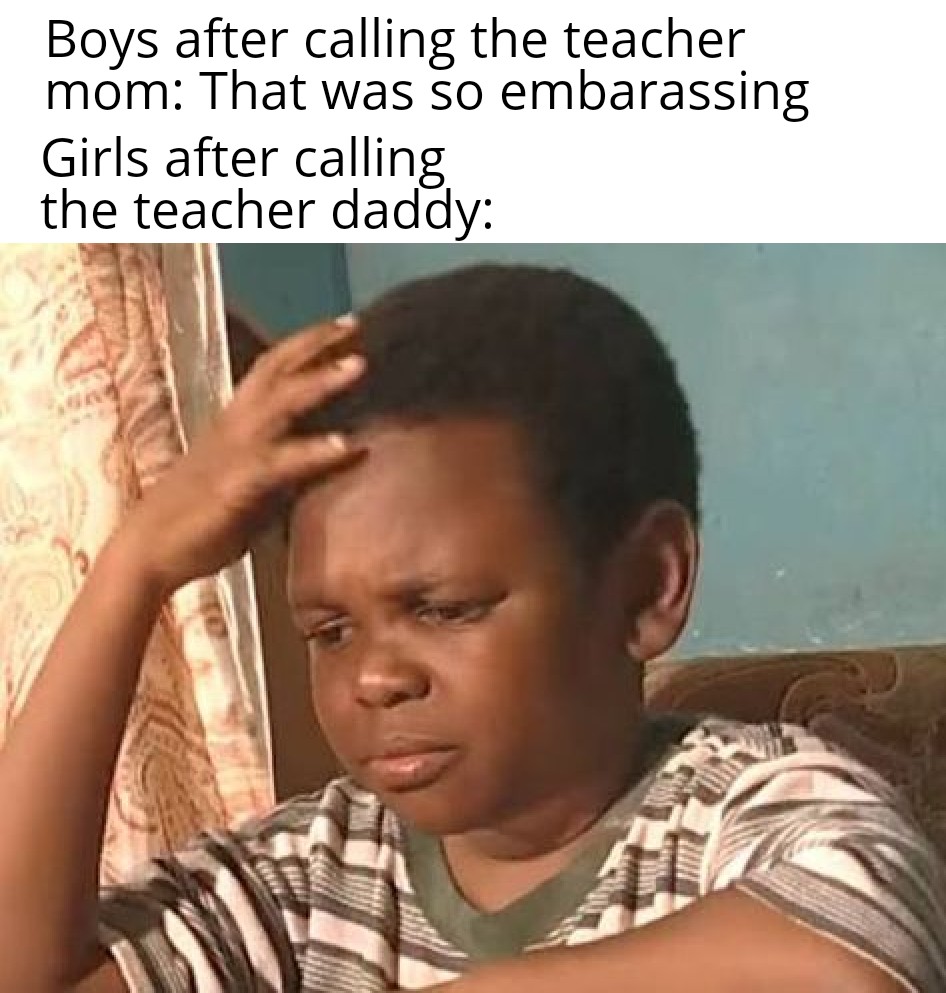 Boys after calling the teacher
mom: That was so embarassing
Girls after calling
the teacher daddy: